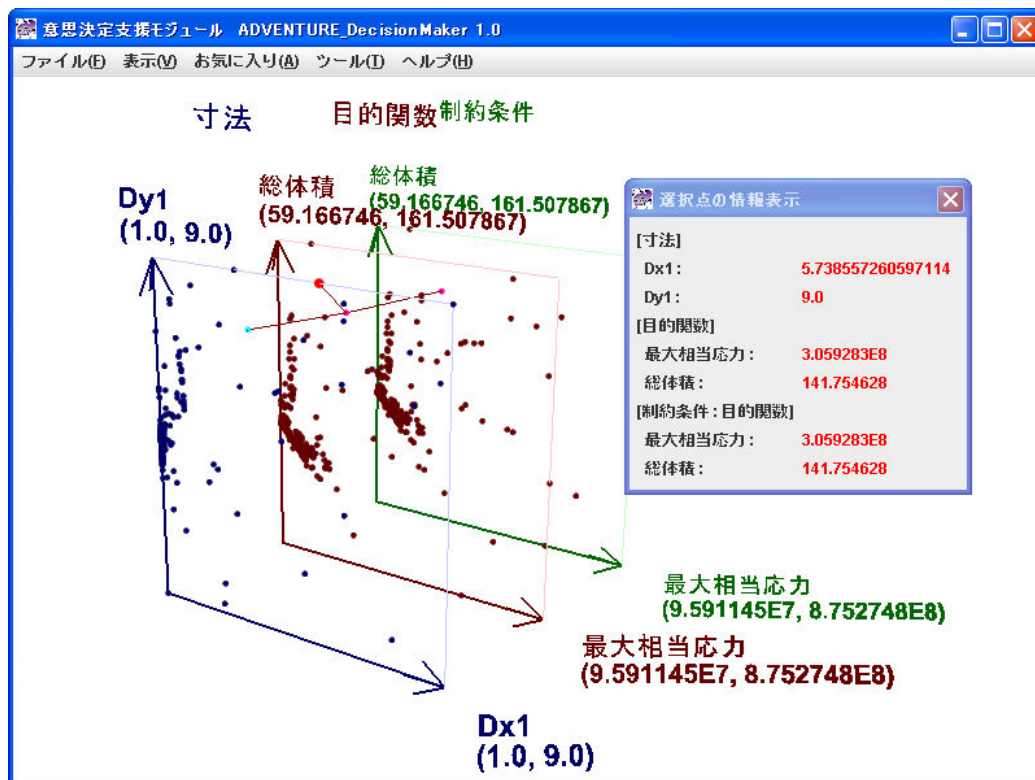 意思決定支援モジュール ADVENTURE_DecisionMaker 1.0
ファイル(F) 表示(V) お気に入り(A) ツール(T) ヘルプ(H)
寸法
目的関数
制約条件
Dy1
(1.0, 9.0)
総体積
(59.166746, 161.507867)
総体積
(59.166746, 161.507867)
選択点の情報表示
[寸法]
Dx1: 5.738557260597114
Dy1: 9.0
[目的関数]
最大相当応力: 3.059283E8
総体積: 141.754628
[制約条件:目的関数]
最大相当応力: 3.059283E8
総体積: 141.754628
最大相当応力
(9.591145E7, 8.752748E8)
最大相当応力
(9.591145E7, 8.752748E8)
Dx1
(1.0, 9.0)